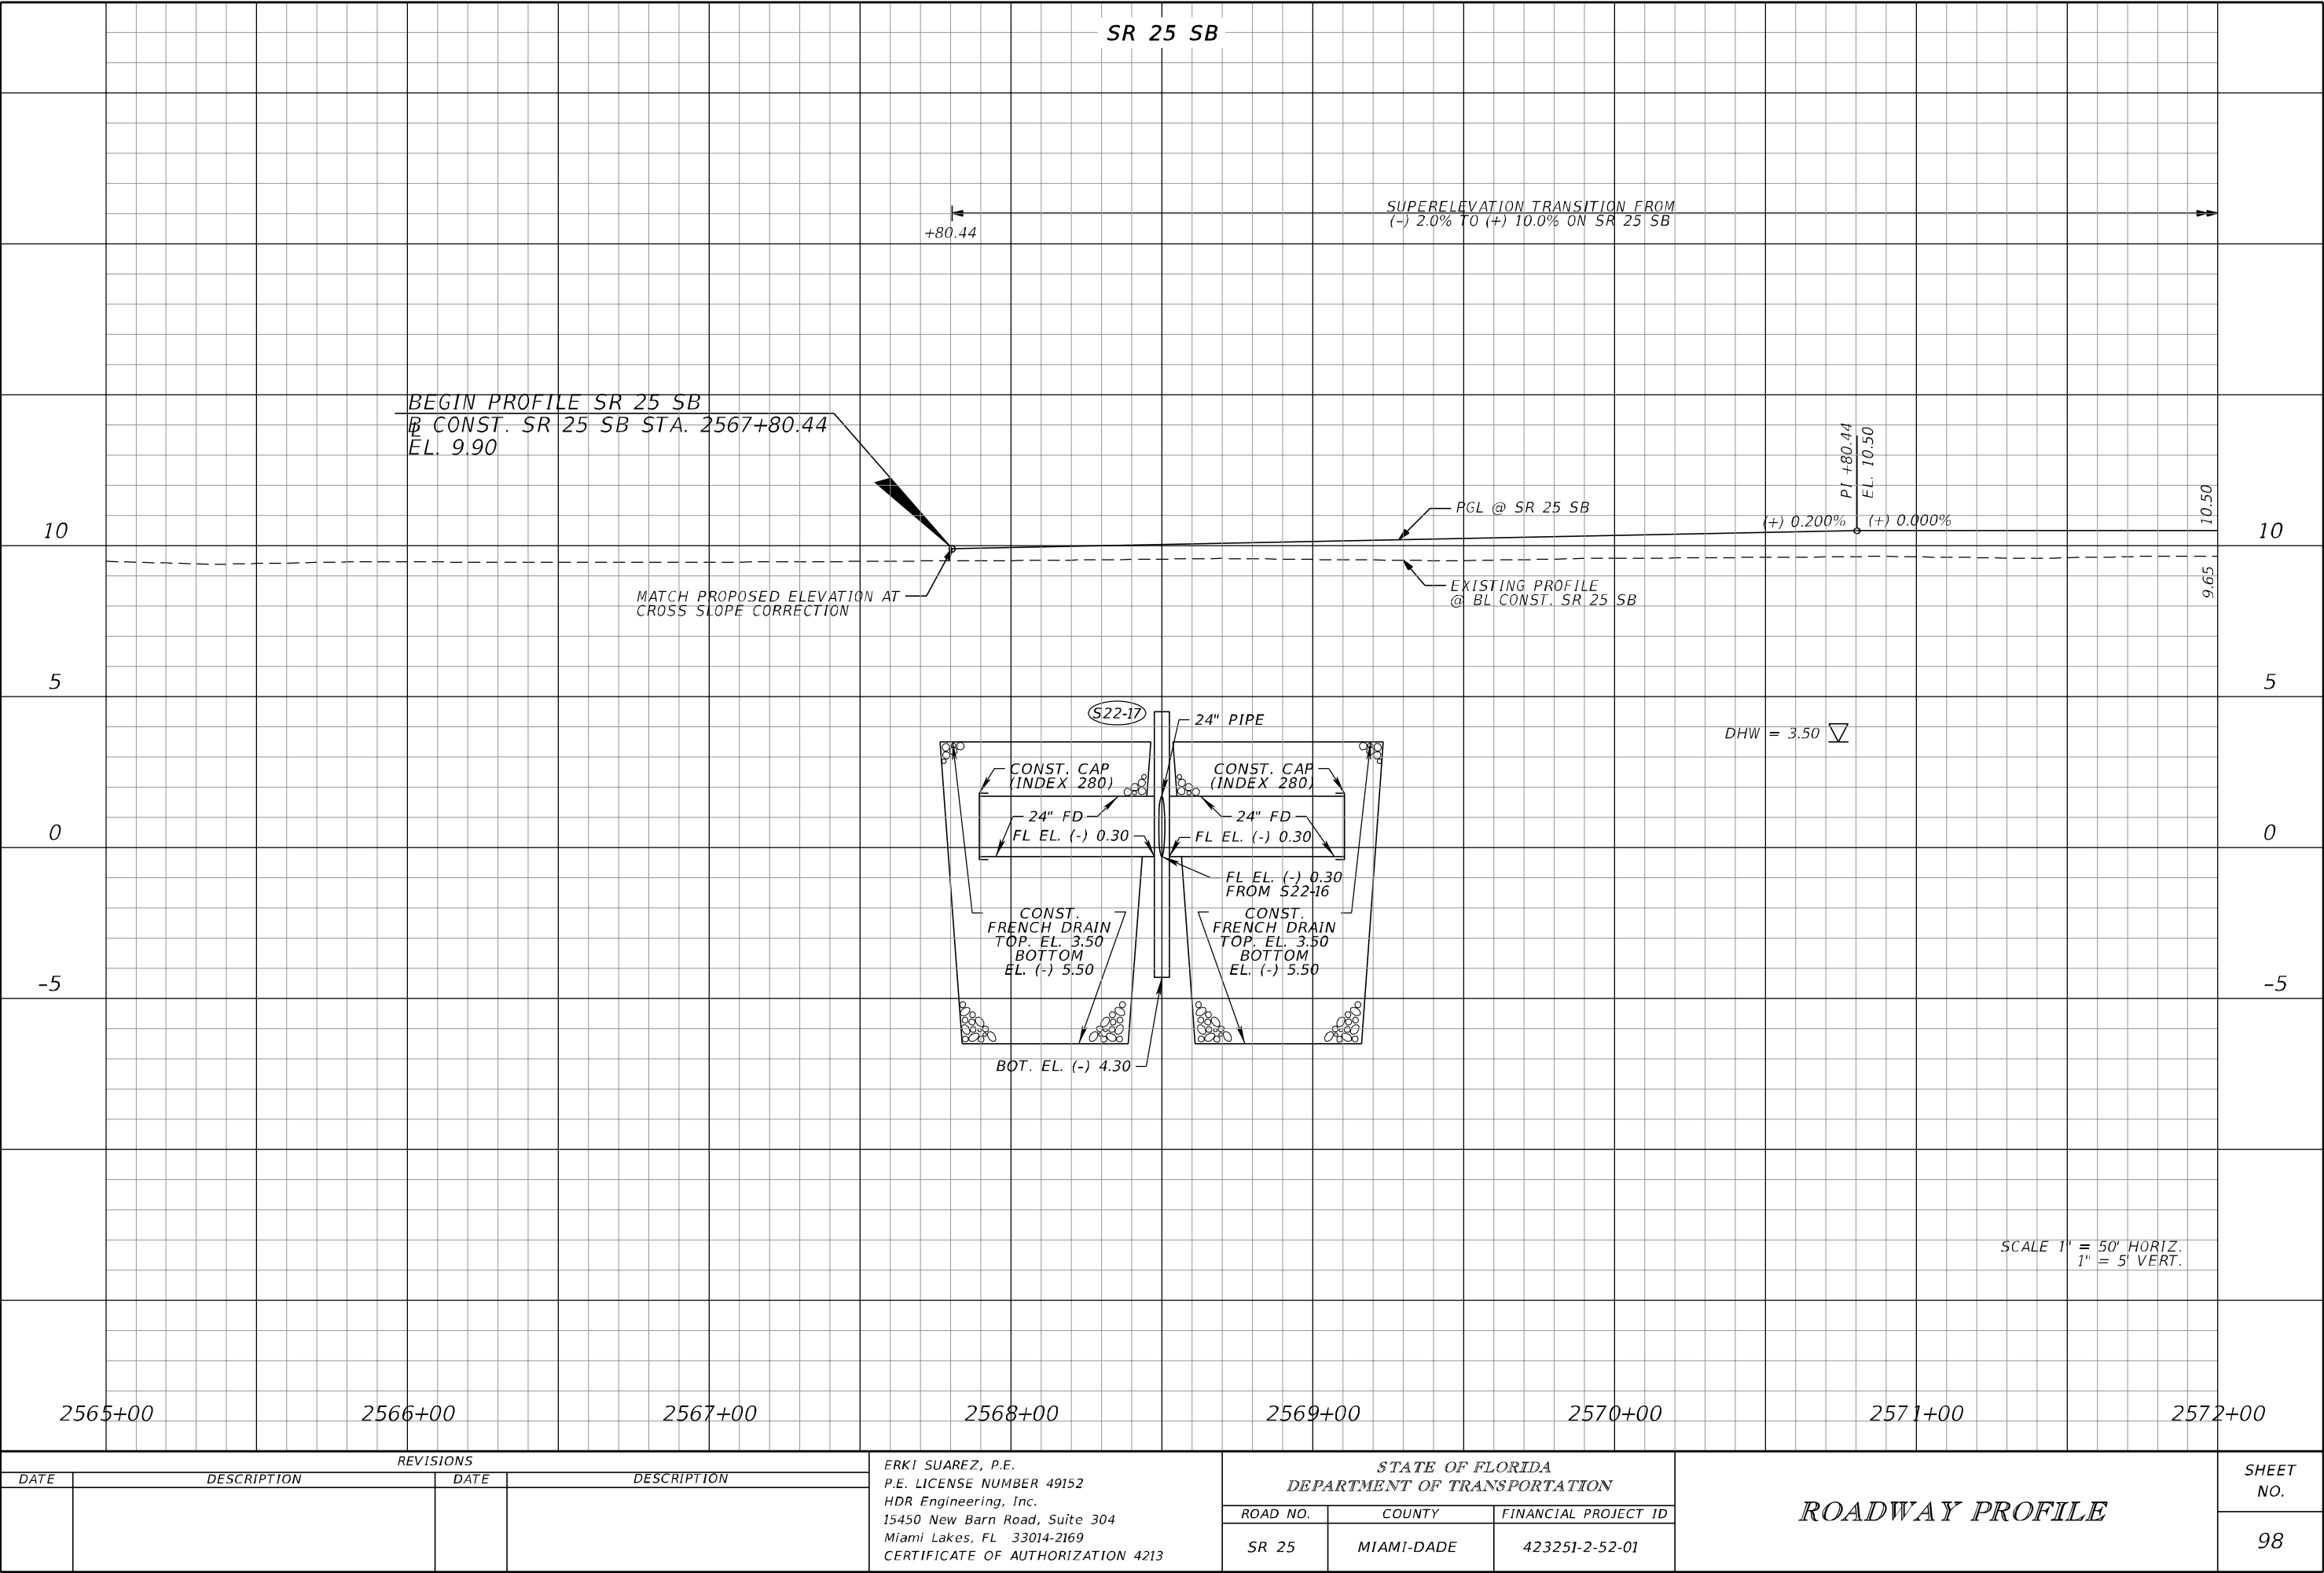 SR 25 SB
SUPERELEVATION TRANSITION FROM
(-) 2.0% TO (+) 10.0% ON SR 25 SB
+80.44
BEGIN PROFILE SR 25 SB
BL CONST. SR 25 SB STA. 2567+80.44
EL. 9.90
PI +80.44
EL. 10.50
PGL @ SR 25 SB
(+) 0.200%
(+) 0.000%
10.50
10
10
9.65
MATCH PROPOSED ELEVATION AT
CROSS SLOPE CORRECTION
EXISTING PROFILE
@ BL CONST. SR 25 SB
5
5
S22-17
24" PIPE
DHW = 3.50
CONST. CAP
(INDEX 280)
CONST. CAP
(INDEX 280)
24" FD
24" FD
0
0
FL EL. (-) 0.30
FL EL. (-) 0.30
FL EL. (-) 0.30
FROM S22-16
CONST.
FRENCH DRAIN
TOP. EL. 3.50
BOTTOM
EL. (-) 5.50
CONST.
FRENCH DRAIN
TOP. EL. 3.50
BOTTOM
EL. (-) 5.50
-5
-5
BOT. EL. (-) 4.30
SCALE 1" = 50' HORIZ.
1" = 5' VERT.
2565+00
2566+00
2567+00
2568+00
2569+00
2570+00
2571+00
2572+00
REVISIONS
DATE
DESCRIPTION
DATE
DESCRIPTION
ERKI SUAREZ, P.E.
P.E. LICENSE NUMBER 49152
HDR Engineering, Inc.
15450 New Barn Road, Suite 304
Miami Lakes, FL 33014-2169
CERTIFICATE OF AUTHORIZATION 4213
STATE OF FLORIDA
DEPARTMENT OF TRANSPORTATION
ROAD NO.
COUNTY
FINANCIAL PROJECT ID
SR 25
MIAMI-DADE
423251-2-52-01
ROADWAY PROFILE
SHEET
NO.
98